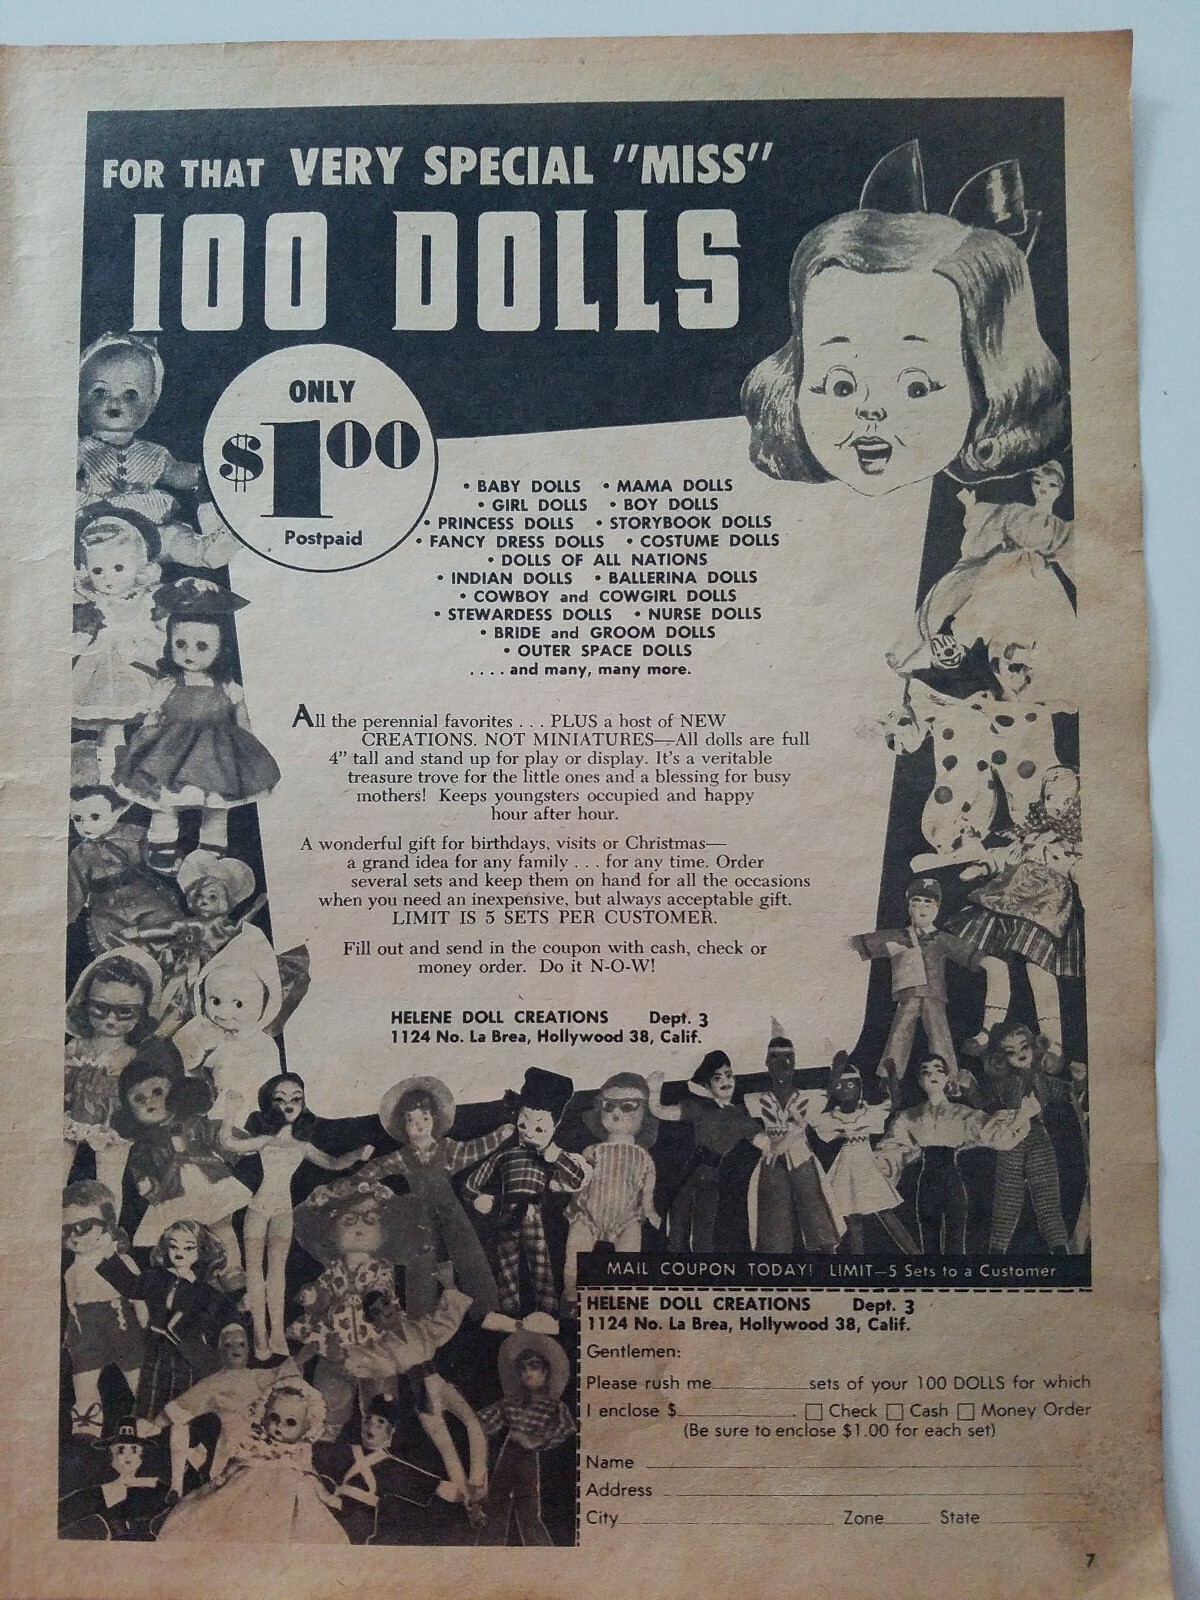 FOR THAT VERY SPECIAL "MISS"
100 DOLLS
ONLY
$1.00
Postpaid
• BABY DOLLS • MAMA DOLLS
• GIRL DOLLS • BOY DOLLS
• PRINCESS DOLLS • STORYBOOK DOLLS
• FANCY DRESS DOLLS • COSTUME DOLLS
• DOLLS OF ALL NATIONS
• INDIAN DOLLS • BALLERINA DOLLS
• COWBOY and COWGIRL DOLLS
• STEWARDESS DOLLS • NURSE DOLLS
• BRIDE and GROOM DOLLS
• OUTER SPACE DOLLS
. . . . and many, many more.
All the perennial favorites . . . PLUS a host of NEW
CREATIONS. NOT MINIATURES—All dolls are full
4" tall and stand up for play or display. It's a veritable
treasure trove for the little ones and a blessing for busy
mothers! Keeps youngsters occupied and happy
hour after hour.
A wonderful gift for birthdays, visits or Christmas—
a grand idea for any family . . . for any time. Order
several sets and keep them on hand for all the occasions
when you need an inexpensive, but always acceptable gift.
LIMIT IS 5 SETS PER CUSTOMER.
Fill out and send in the coupon with cash, check or
money order. Do it N-O-W!
HELENE DOLL CREATIONS Dept. 3
1124 No. La Brea, Hollywood 38, Calif.
MAIL COUPON TODAY! LIMIT—5 Sets to a Customer
HELENE DOLL CREATIONS Dept. 3
1124 No. La Brea, Hollywood 38, Calif.
Gentlemen:
Please rush me sets of your 100 DOLLS for which
I enclose $ . Check Cash Money Order
(Be sure to enclose $1.00 for each set)
Name
Address
City Zone State
7